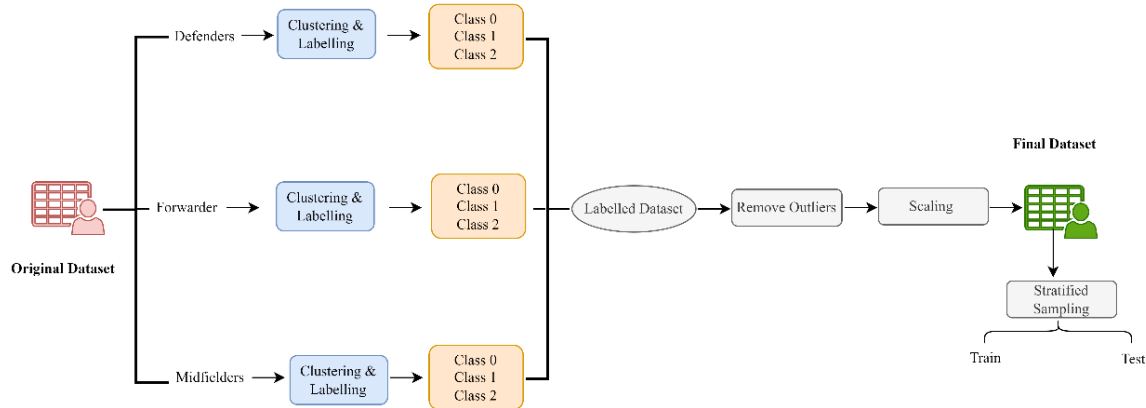 Original Dataset
Defenders
Clustering &
Labelling
Class 0
Class 1
Class 2
Forwarder
Clustering &
Labelling
Class 0
Class 1
Class 2
Midfielders
Clustering &
Labelling
Class 0
Class 1
Class 2
Labelled Dataset
Remove Outliers
Scaling
Final Dataset
Stratified
Sampling
Train
Test